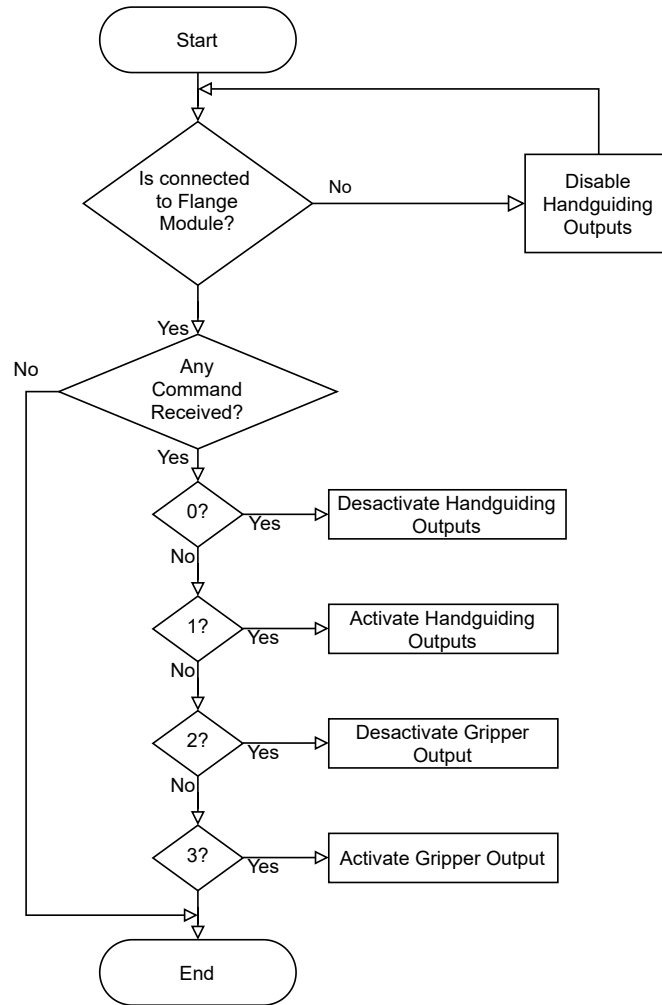 Start
Is connected
to Flange
Module?
No
Disable
Handguiding
Outputs
Yes
No
Any
Command
Received?
Yes
0?
Yes
Desactivate Handguiding
Outputs
No
1?
Yes
Activate Handguiding
Outputs
No
2?
Yes
Desactivate Gripper
Output
No
3?
Yes
Activate Gripper Output
End